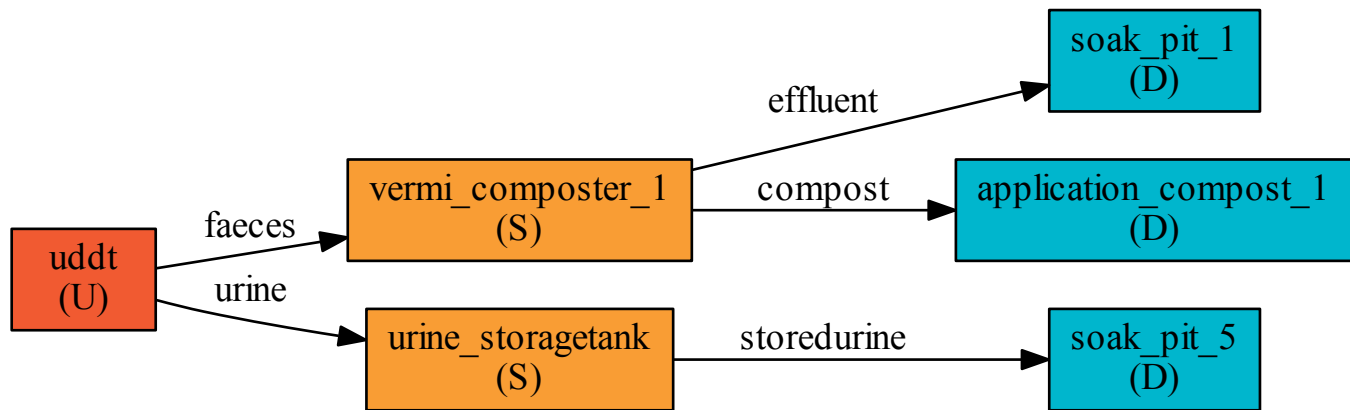 uddt
(U)
faeces
urine
vermi_composter_1
(S)
urine_storagetank
(S)
effluent
compost
storedurine
soak_pit_1
(D)
application_compost_1
(D)
soak_pit_5
(D)